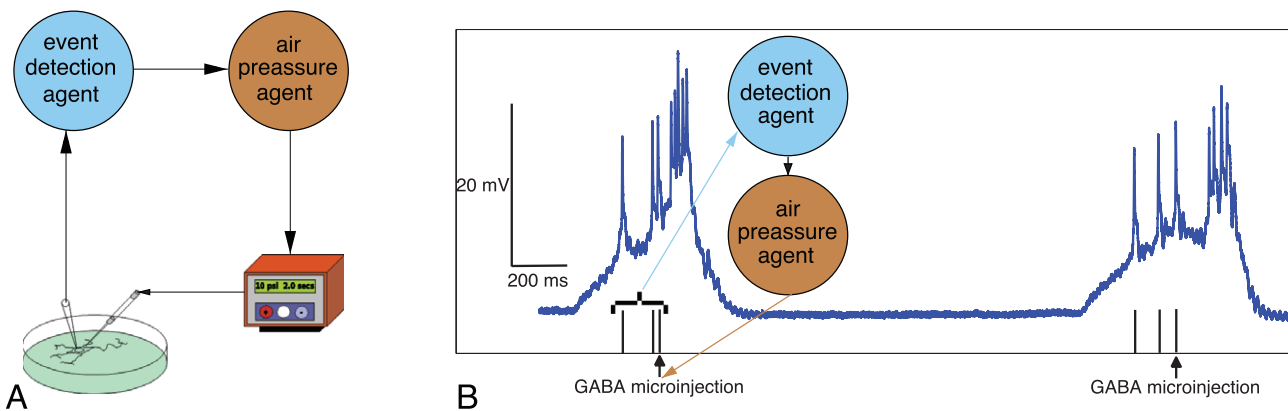 event
detection
agent
air
preassure
agent
10 psi 2.0 secs
A
20 mV
200 ms
event
detection
agent
air
preassure
agent
GABA microinjection
GABA microinjection
B